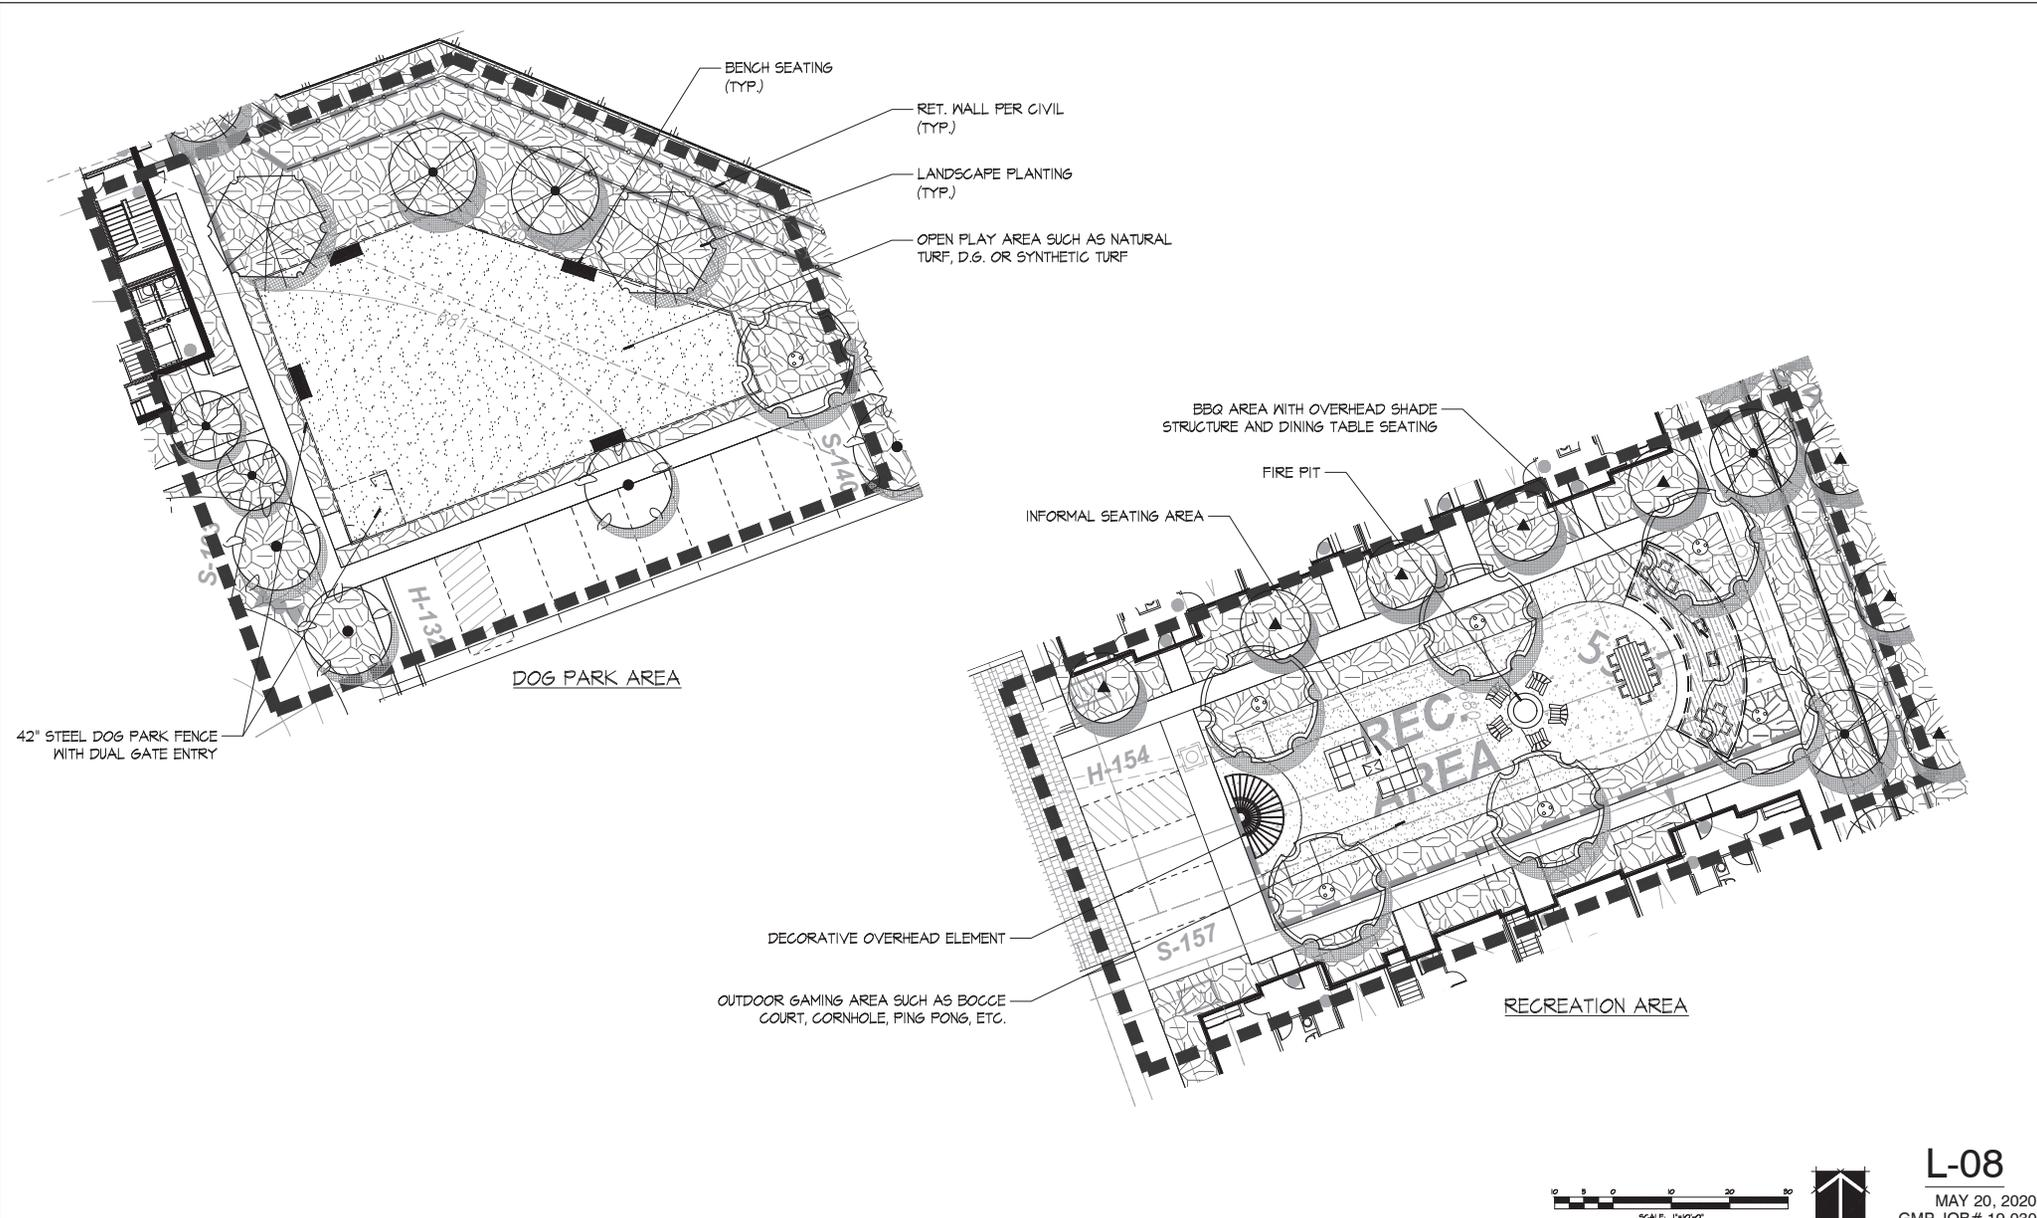 BENCH SEATING
(TYP.)
RET. WALL PER CIVIL
(TYP.)
LANDSCAPE PLANTING
(TYP.)
OPEN PLAY AREA SUCH AS NATURAL
TURF, D.G. OR SYNTHETIC TURF
S-140
H-132
DOG PARK AREA
42" STEEL DOG PARK FENCE
WITH DUAL GATE ENTRY
BBQ AREA WITH OVERHEAD SHADE
STRUCTURE AND DINING TABLE SEATING
FIRE PIT
INFORMAL SEATING AREA
REC.
AREA
H-154
S-157
DECORATIVE OVERHEAD ELEMENT
OUTDOOR GAMING AREA SUCH AS BOCCE
COURT, CORNHOLE, PING PONG, ETC.
RECREATION AREA
10 5 0 10 20 30
SCALE: 1"=10'-0"
L-08
MAY 20, 2020